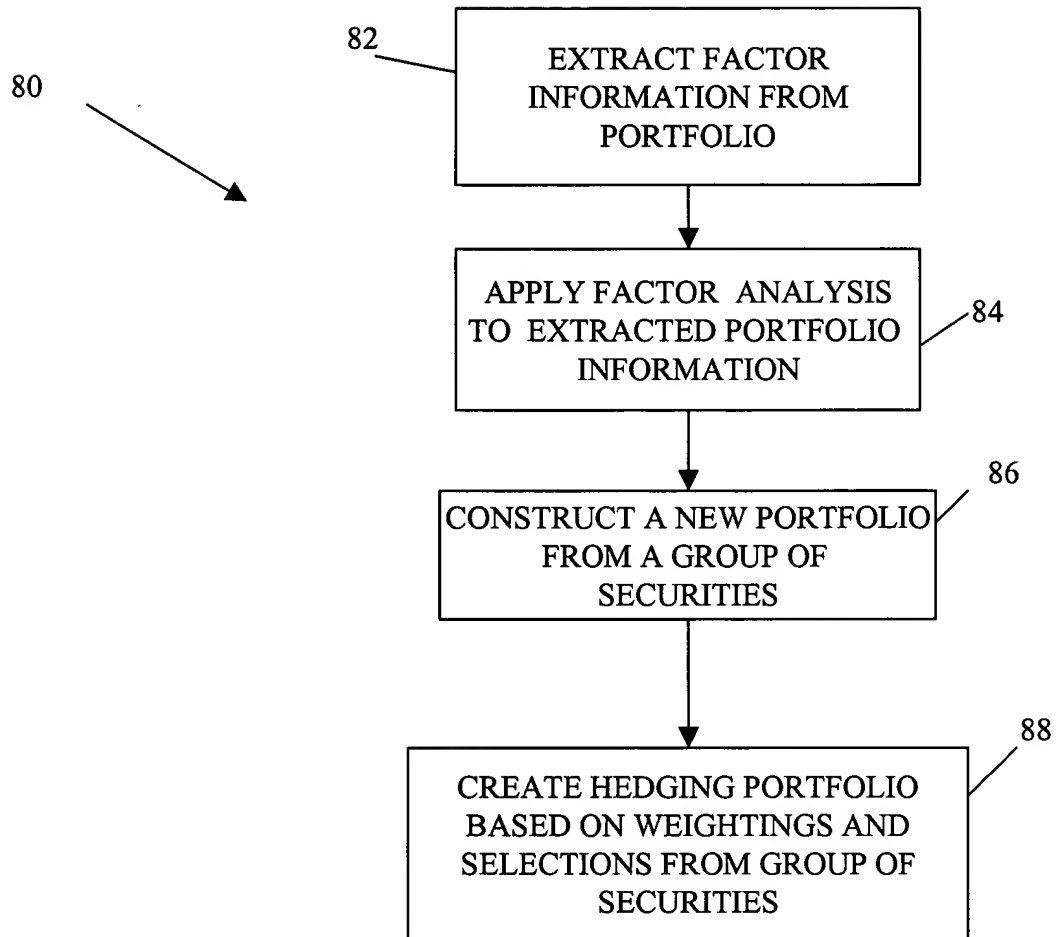 82
EXTRACT FACTOR
INFORMATION FROM
PORTFOLIO
80
APPLY FACTOR ANALYSIS
TO EXTRACTED PORTFOLIO
INFORMATION
84
86
CONSTRUCT A NEW PORTFOLIO
FROM A GROUP OF
SECURITIES
88
CREATE HEDGING PORTFOLIO
BASED ON WEIGHTINGS AND
SELECTIONS FROM GROUP OF
SECURITIES